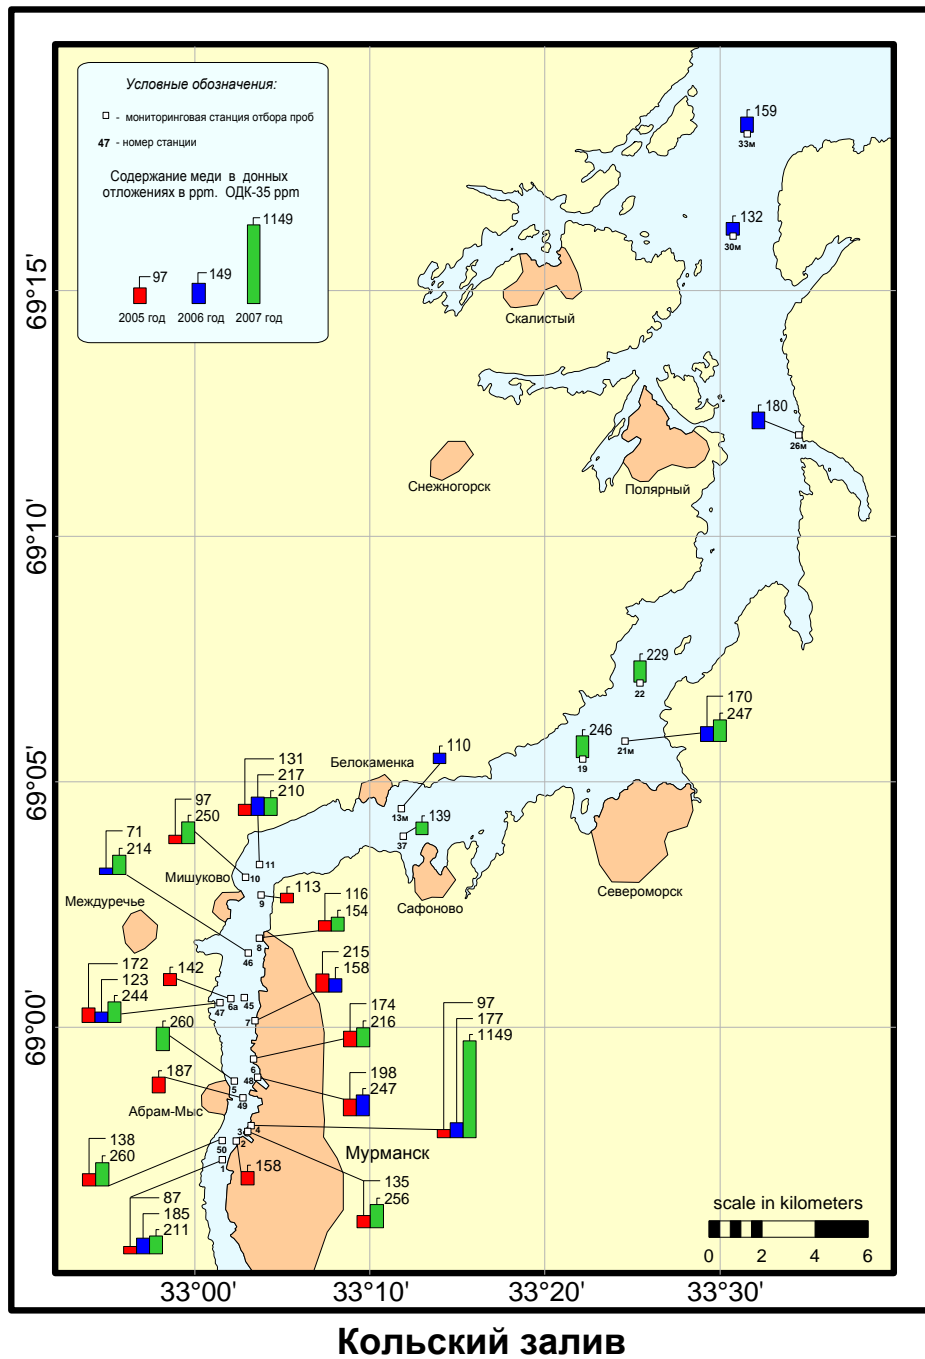 Условные обозначения:
- мониторинговая станция отбора проб
47 - номер станции
Содержание меди в донных
отложениях в ppm. ОДК-35 ppm
1149
97
149
2005 год
2006 год
2007 год
159
33м
132
30м
69°15'
Скалистый
180
26м
Снежногорск
Полярный
69°10'
229
22
170
247
246
19
21м
110
Белокаменка
131
217
210
69°05'
97
250
13м
139
37
71
214
11
Мишуково
10
9
113
Североморск
Междуречье
Сафоново
116
154
8
46
172
123
244
142
215
158
6а
45
47
7
174
216
97
177
1149
69°00'
260
6
187
5
48
198
247
49
Абрам-Мыс
4
3
2
50
1
Мурманск
138
260
158
135
256
87
185
211
scale in kilometers
0 2 4 6
33°00' 33°10' 33°20' 33°30'
Кольский залив